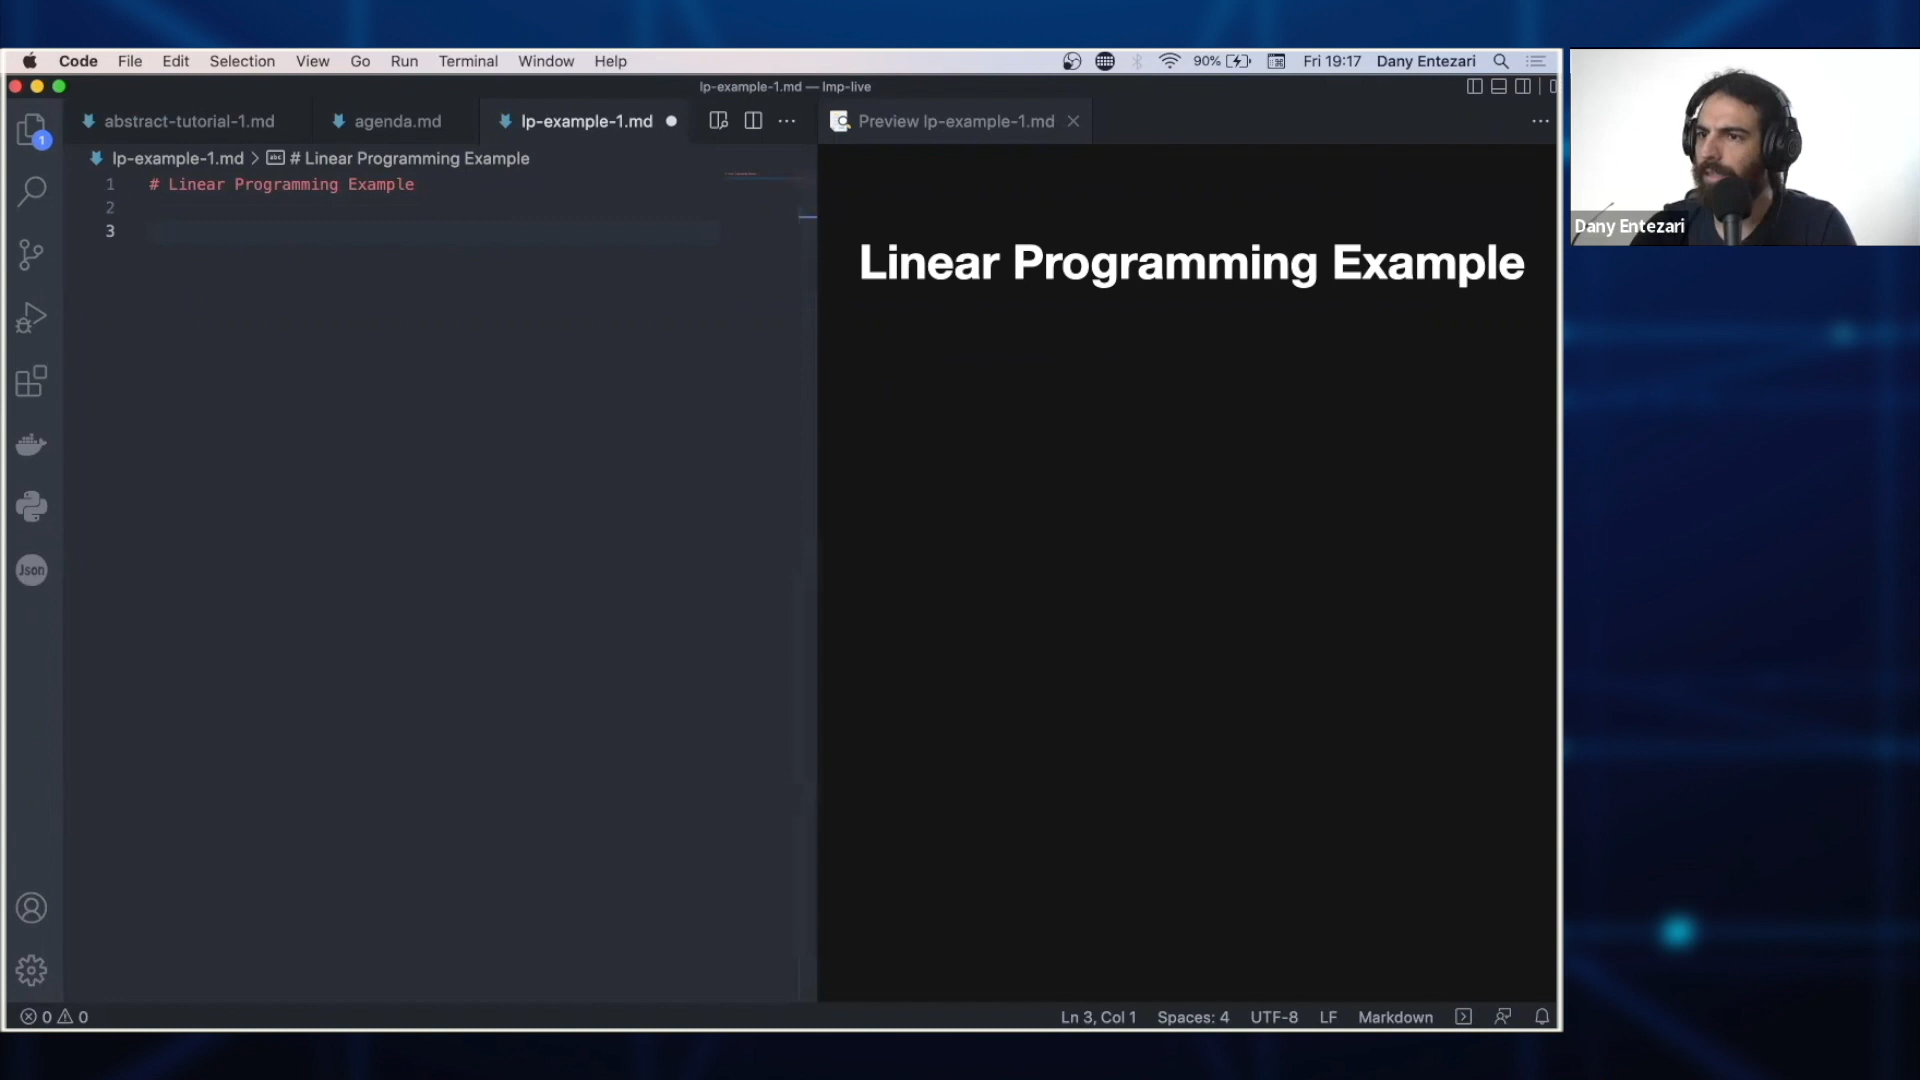 Code File Edit Selection View Go Run Terminal Window Help 90% Fri 19:17 Dany Entezari
lp-example-1.md — lmp-live
abstract-tutorial-1.md agenda.md lp-example-1.md Preview lp-example-1.md
lp-example-1.md > # Linear Programming Example
1 # Linear Programming Example
2
3
1
Json
Linear Programming Example
Dany Entezari
0 0 Ln 3, Col 1 Spaces: 4 UTF-8 LF Markdown